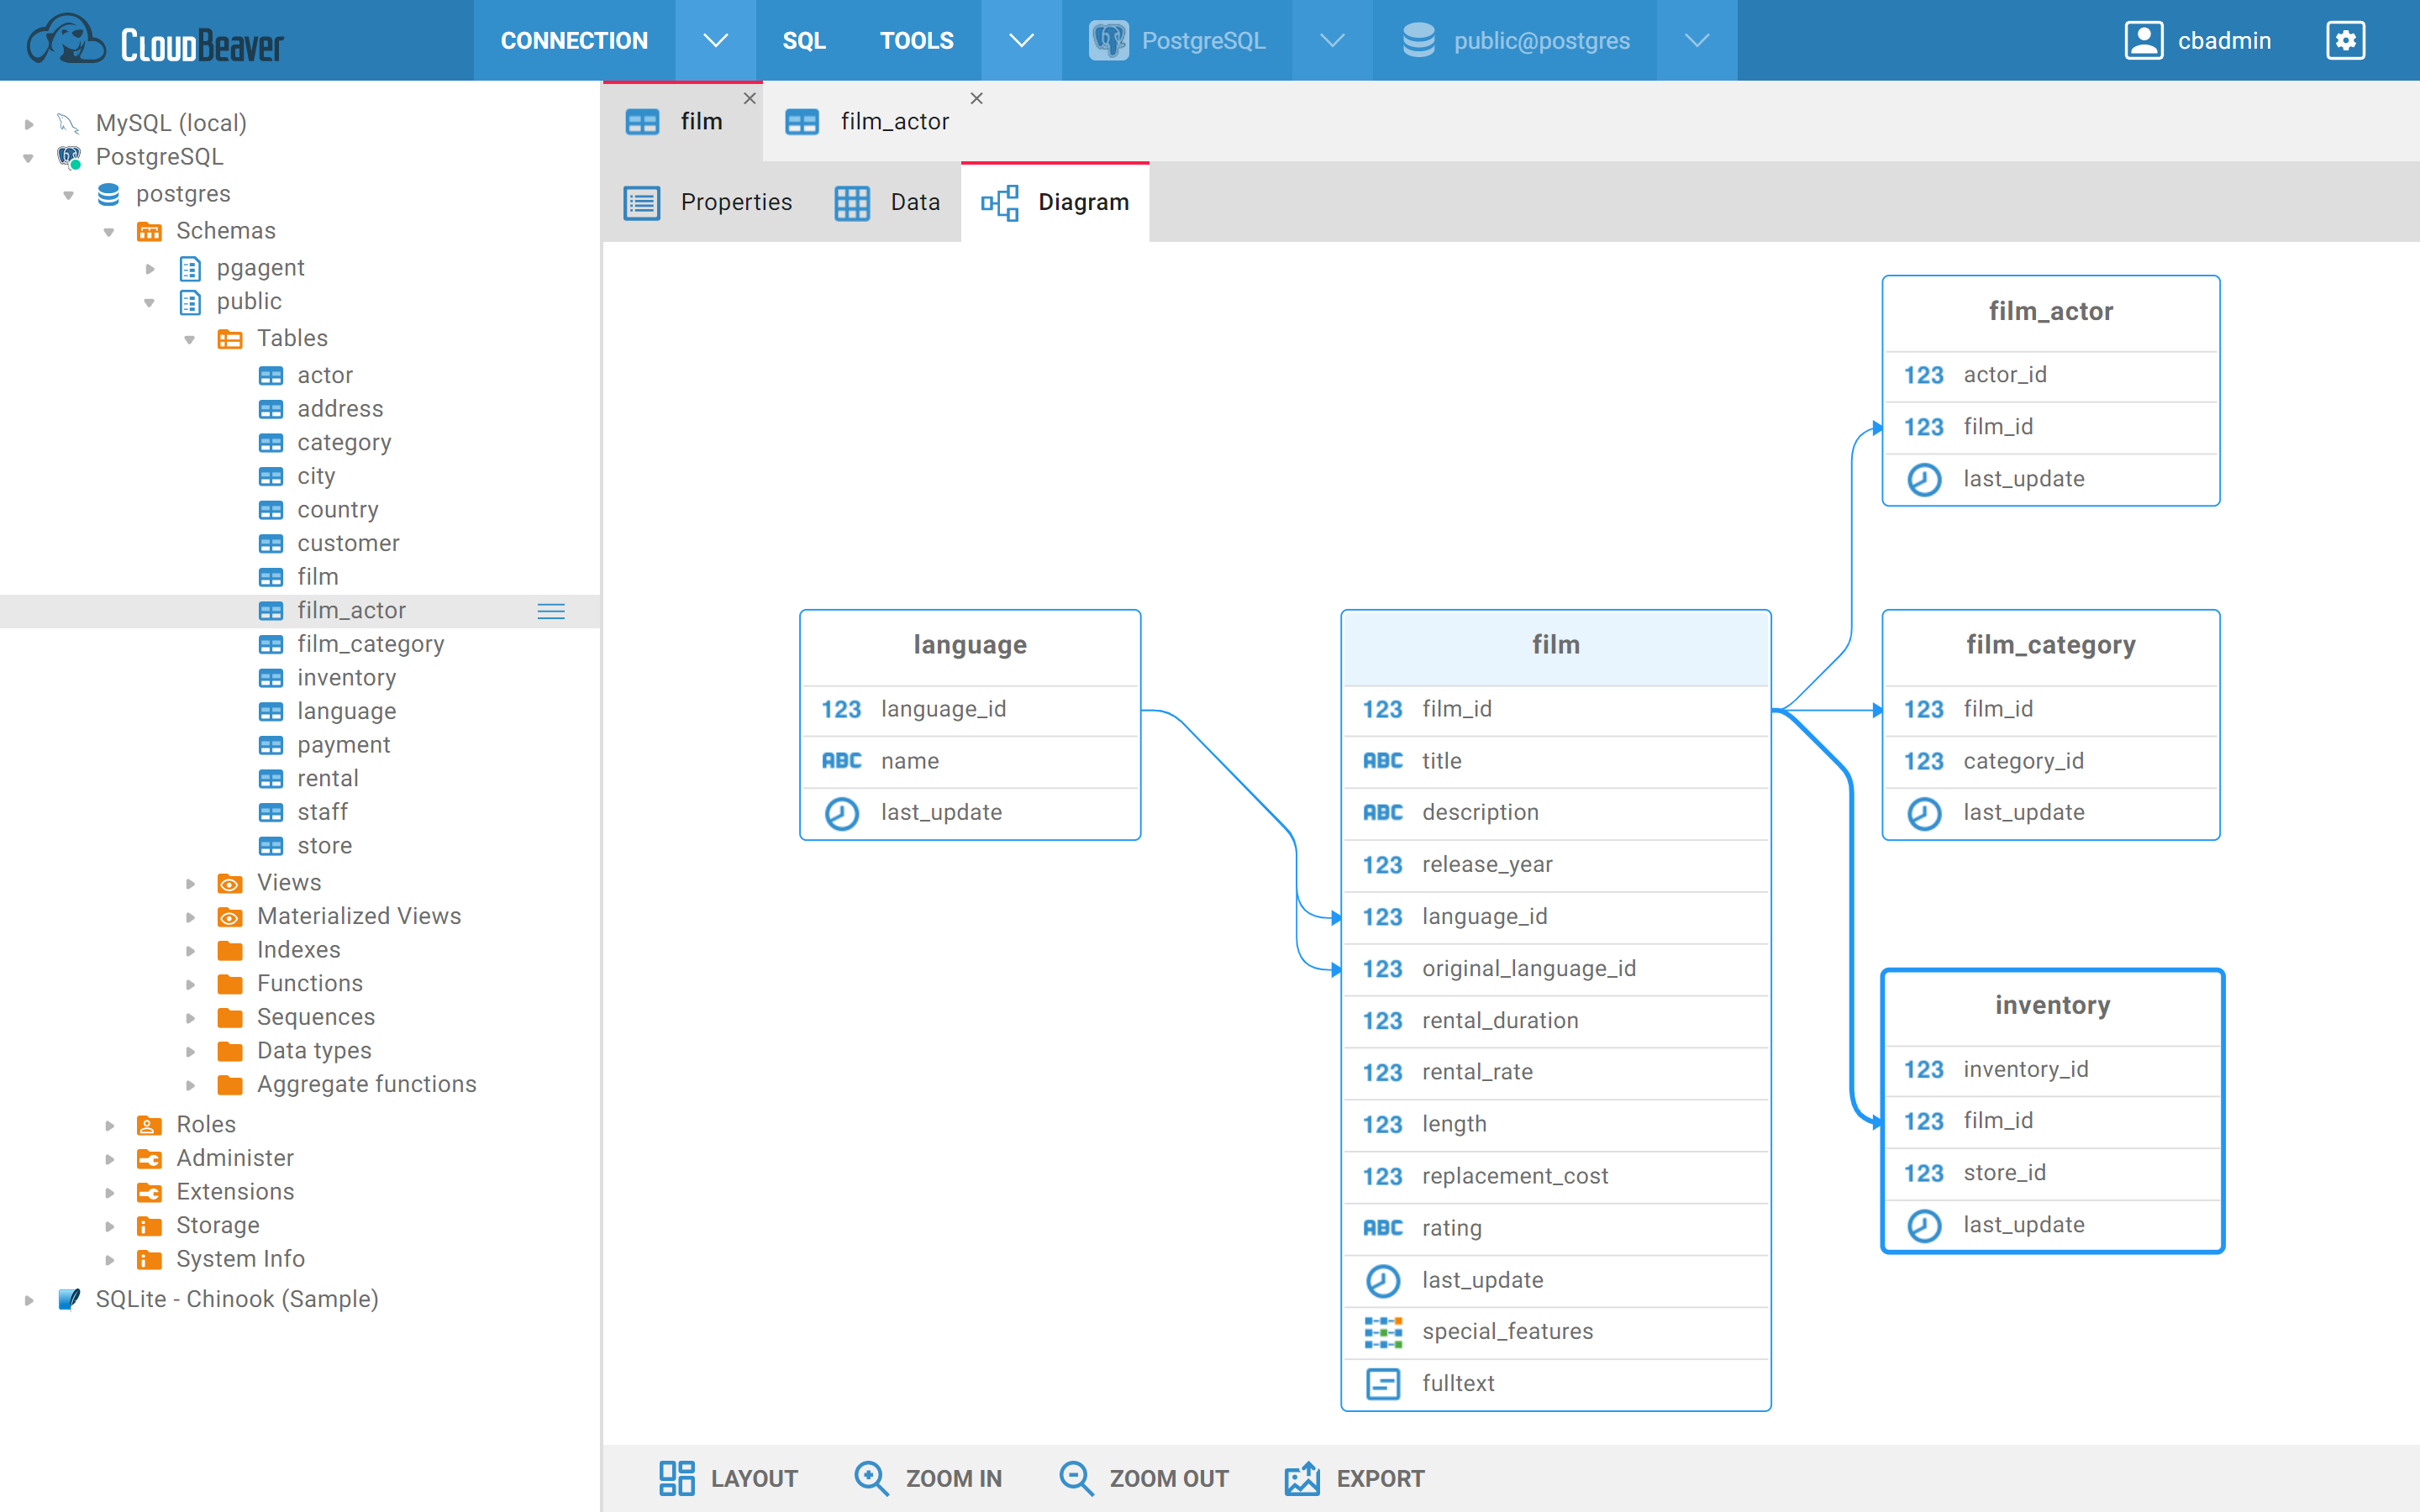 CloudBeaver
CONNECTION
SQL
TOOLS
PostgreSQL
public@postgres
cbadmin
MySQL (local)
PostgreSQL
postgres
Schemas
pgagent
public
Tables
actor
address
category
city
country
customer
film
film_actor
film_category
inventory
language
payment
rental
staff
store
Views
Materialized Views
Indexes
Functions
Sequences
Data types
Aggregate functions
Roles
Administer
Extensions
Storage
System Info
SQLite - Chinook (Sample)
film
film_actor
Properties
Data
Diagram
language
123 language_id
ABC name
last_update
film
123 film_id
ABC title
ABC description
123 release_year
123 language_id
123 original_language_id
123 rental_duration
123 rental_rate
123 length
123 replacement_cost
ABC rating
last_update
special_features
fulltext
film_actor
123 actor_id
123 film_id
last_update
film_category
123 film_id
123 category_id
last_update
inventory
123 inventory_id
123 film_id
123 store_id
last_update
LAYOUT
ZOOM IN
ZOOM OUT
EXPORT